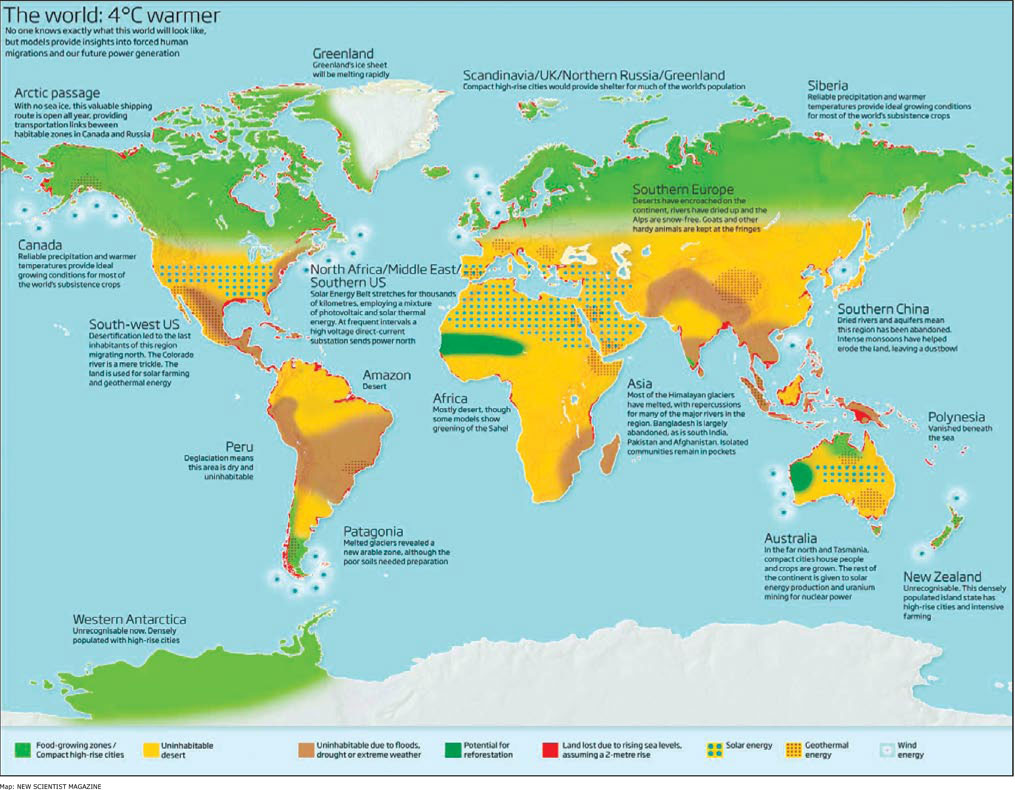 The world: 4°C warmer
No one knows exactly what this world will look like,
but models provide insights into forced human
migrations and our future power generation
Greenland
Greenland's ice sheet
will be melting rapidly
Scandinavia/UK/Northern Russia/Greenland
Compact high-rise cities would provide shelter for much of the world's population
Siberia
Reliable precipitation and warmer
temperatures provide ideal growing conditions
for most of the world's subsistence crops
Arctic passage
With no sea ice, this valuable shipping
route is open all year, providing
transportation links beween
habitable zones in Canada and Russia
Southern Europe
Deserts have encroached on the
continent, rivers have dried up and the
Alps are snow-free. Goats and other
hardy animals are kept at the fringes
Canada
Reliable precipitation and warmer
temperatures provide ideal
growing conditions for most of
the world's subsistence crops
North Africa/Middle East/
Southern US
Solar Energy Belt stretches for thousands
of kilometres, employing a mixture
of photovoltaic and solar thermal
energy. At frequent intervals a
high voltage direct-current
substation sends power north
South-west US
Desertification led to the last
inhabitants of this region
migrating north. The Colorado
river is a mere trickle. The
land is used for solar farming
and geothermal energy
Southern China
Dried rivers and aquifers mean
this region has been abandoned.
Intense monsoons have helped
erode the land, leaving a dustbowl
Amazon
Desert
Africa
Mostly desert, though
some models show
greening of the Sahel
Asia
Most of the Himalayan glaciers
have melted, with repercussions
for many of the major rivers in the
region. Bangladesh is largely
abandoned, as is south India,
Pakistan and Afghanistan. Isolated
communities remain in pockets
Polynesia
Vanished beneath
the sea
Peru
Deglaciation means
this area is dry and
uninhabitable
Patagonia
Melted glaciers revealed a
new arable zone, although the
poor soils needed preparation
Australia
In the far north and Tasmania,
compact cities house people
and crops are grown. The rest of
the continent is given to solar
energy production and uranium
mining for nuclear power
New Zealand
Unrecognisable. This densely
populated island state has
high-rise cities and intensive
farming
Western Antarctica
Unrecognisable now. Densely
populated with high-rise cities
Food-growing zones /
Compact high-rise cities
Uninhabitable
desert
Uninhabitable due to floods,
drought or extreme weather
Potential for
reforestation
Land lost due to rising sea levels,
assuming a 2-metre rise
Solar energy
Geothermal
energy
Wind
energy
Map: NEW SCIENTIST MAGAZINE